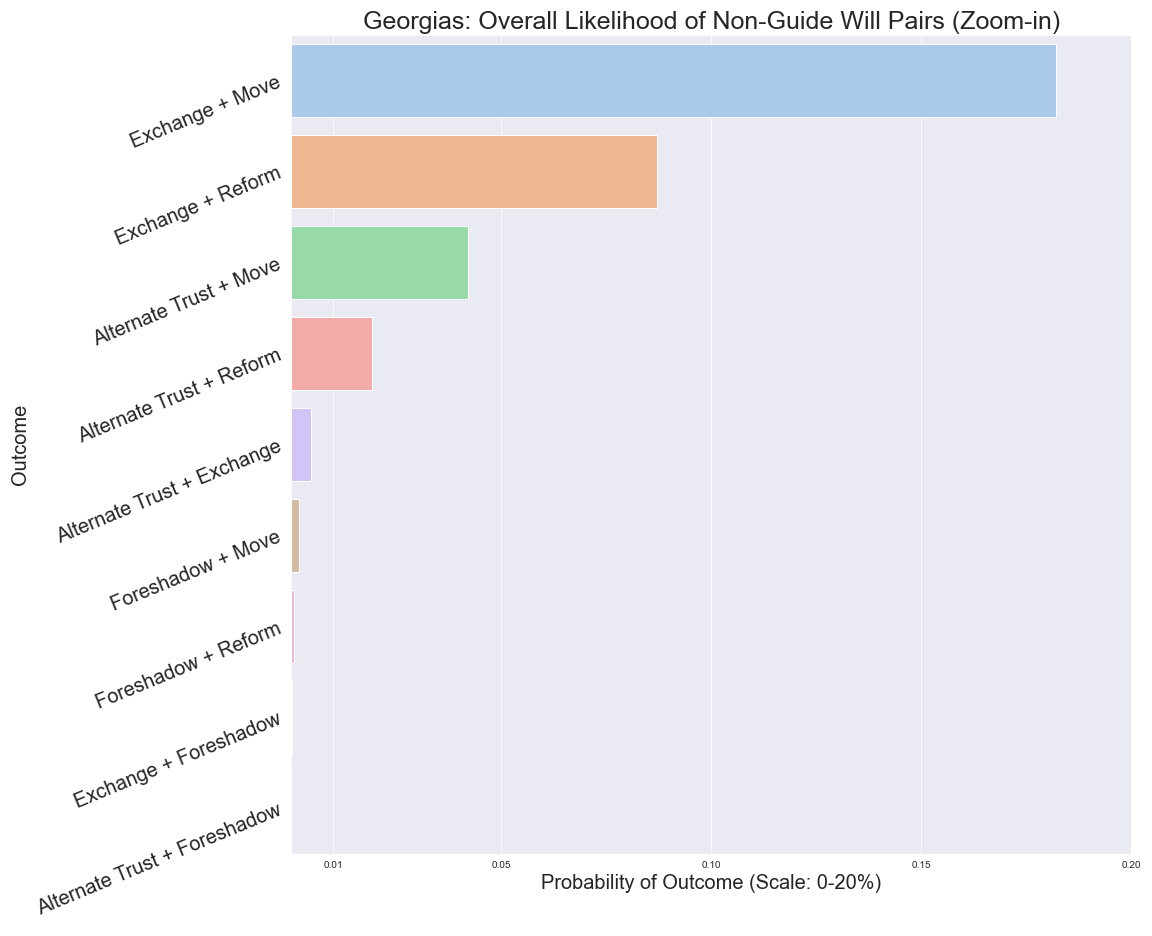 Georgias: Overall Likelihood of Non-Guide Will Pairs (Zoom-in)
Exchange + Move
Exchange + Reform
Alternate Trust + Move
Alternate Trust + Reform
Alternate Trust + Exchange
Foreshadow + Move
Foreshadow + Reform
Exchange + Foreshadow
Alternate Trust + Foreshadow
Outcome
0.01 0.05 0.10 0.15 0.20
Probability of Outcome (Scale: 0-20%)